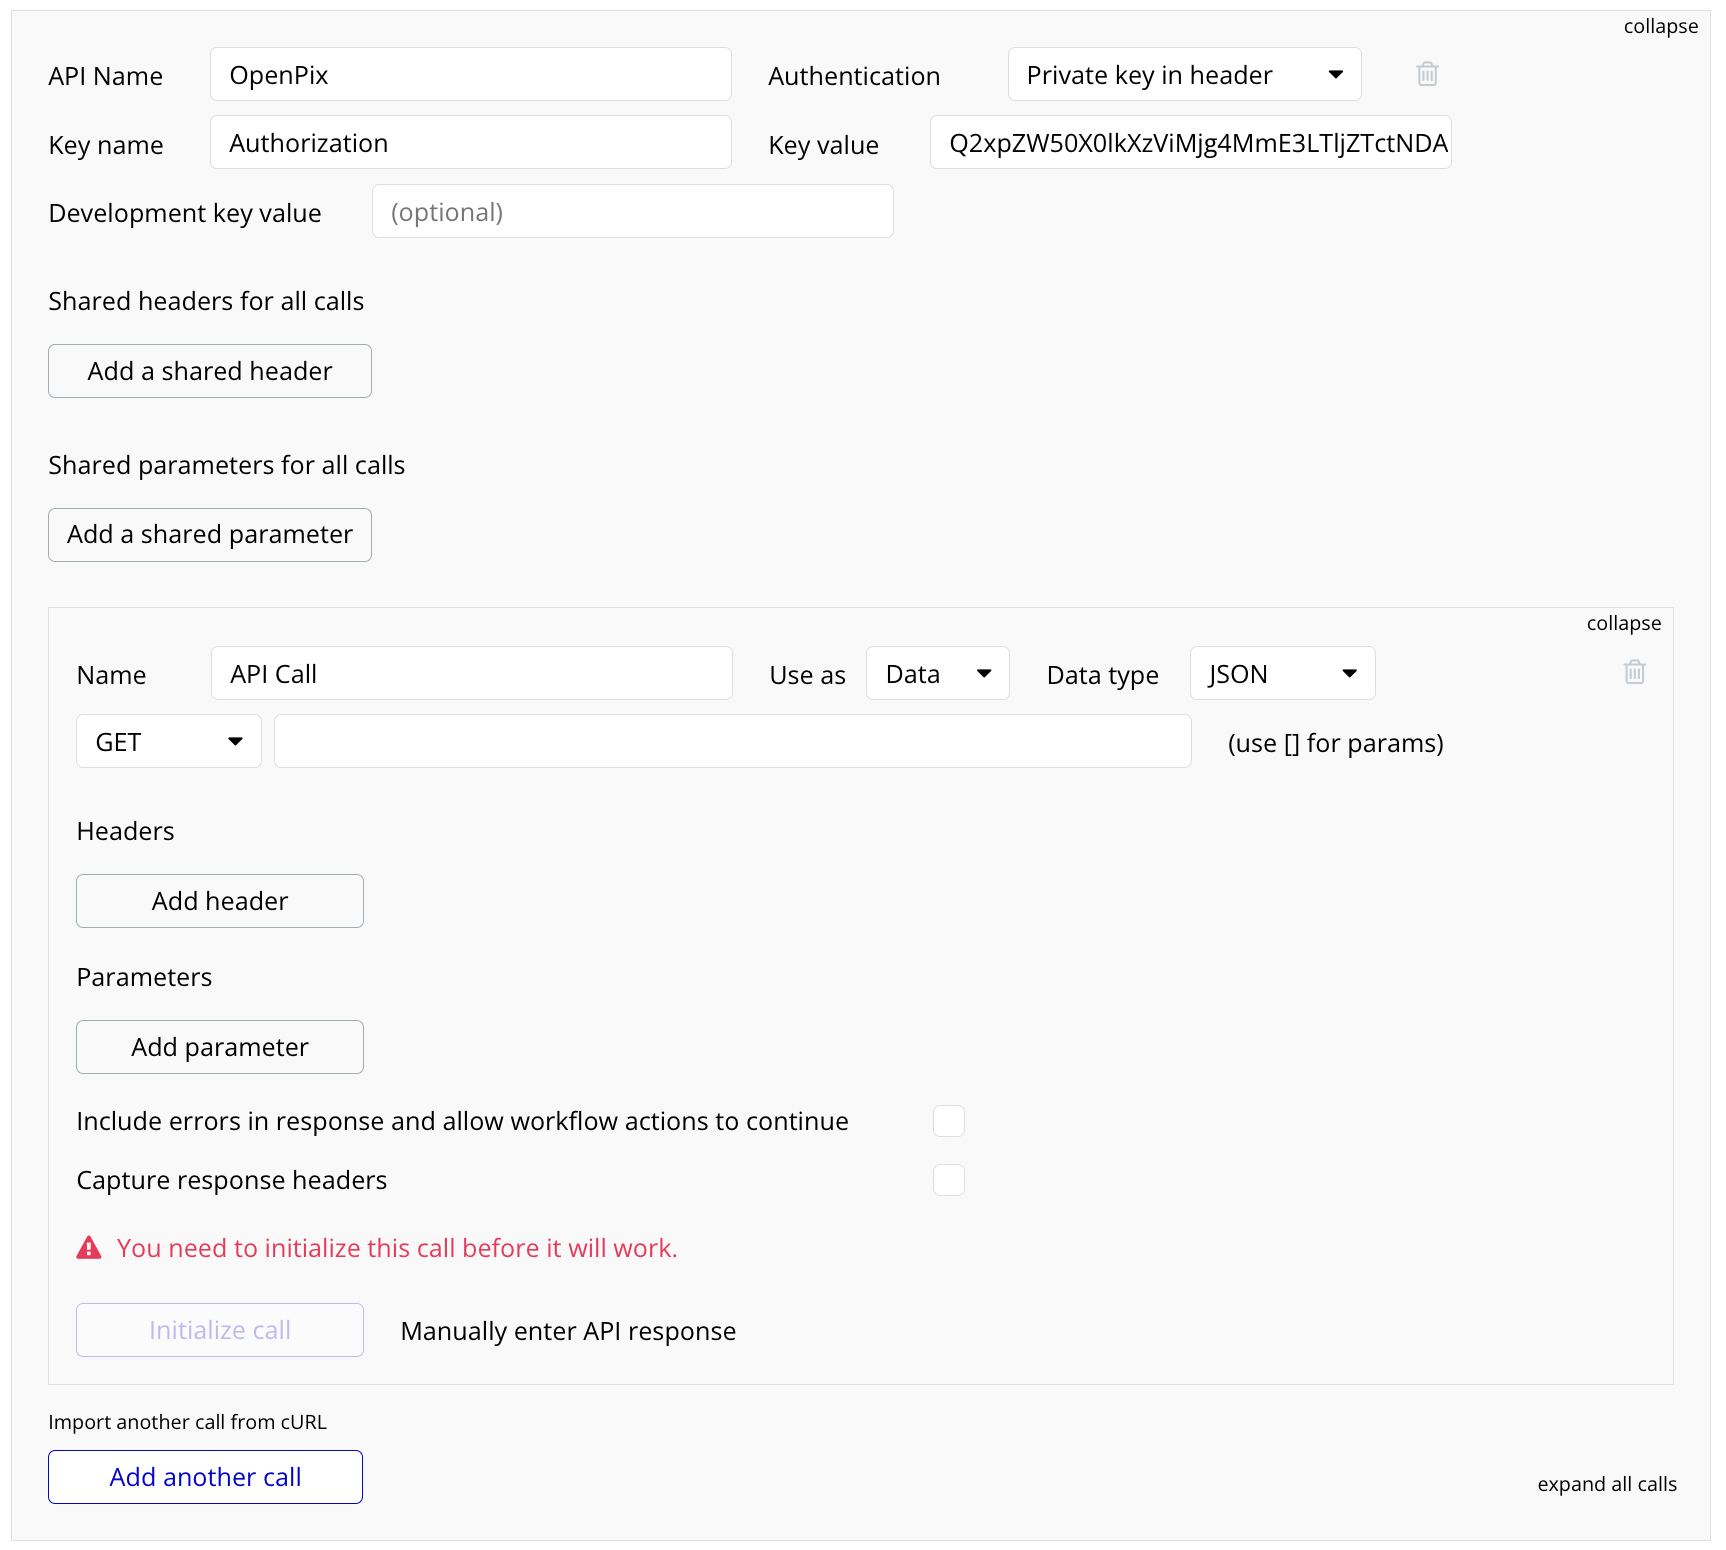 collapse
API Name OpenPix Authentication Private key in header
Key name Authorization Key value Q2xpZW50X0lkXzViMjg4MmE3LTljZTctNDA
Development key value (optional)
Shared headers for all calls
Add a shared header
Shared parameters for all calls
Add a shared parameter
collapse
Name API Call Use as Data Data type JSON
GET (use [] for params)
Headers
Add header
Parameters
Add parameter
Include errors in response and allow workflow actions to continue
Capture response headers
You need to initialize this call before it will work.
Initialize call Manually enter API response
Import another call from cURL
Add another call
expand all calls